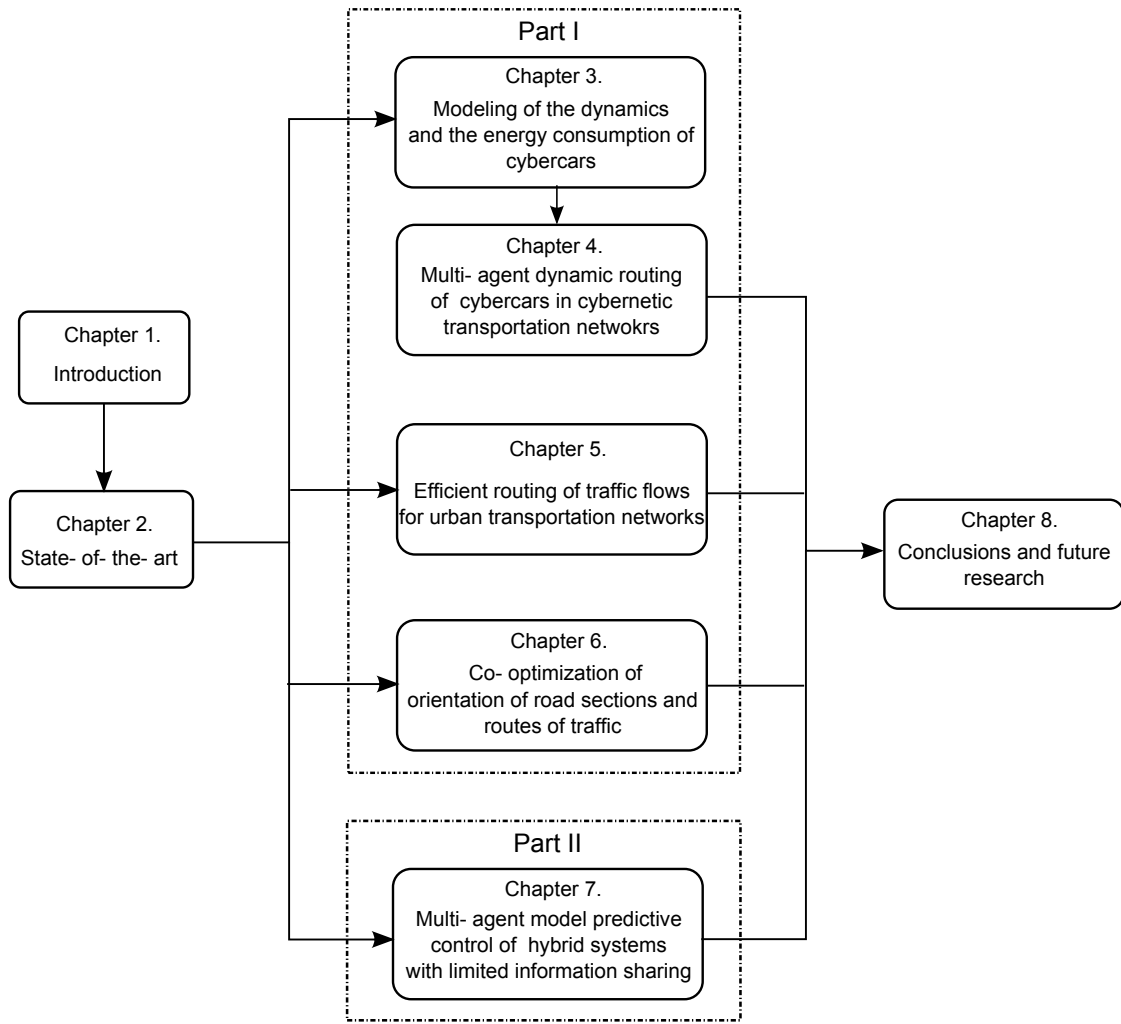 Part I
Chapter 3.
Modeling of the dynamics
and the energy consumption of
cybercars
Chapter 4.
Multi- agent dynamic routing
of cybercars in cybernetic
transportation netwokrs
Chapter 1.
Introduction
Chapter 2.
State- of- the- art
Chapter 5.
Efficient routing of traffic flows
for urban transportation networks
Chapter 6.
Co- optimization of
orientation of road sections and
routes of traffic
Part II
Chapter 7.
Multi- agent model predictive
control of hybrid systems
with limited information sharing
Chapter 8.
Conclusions and future
research